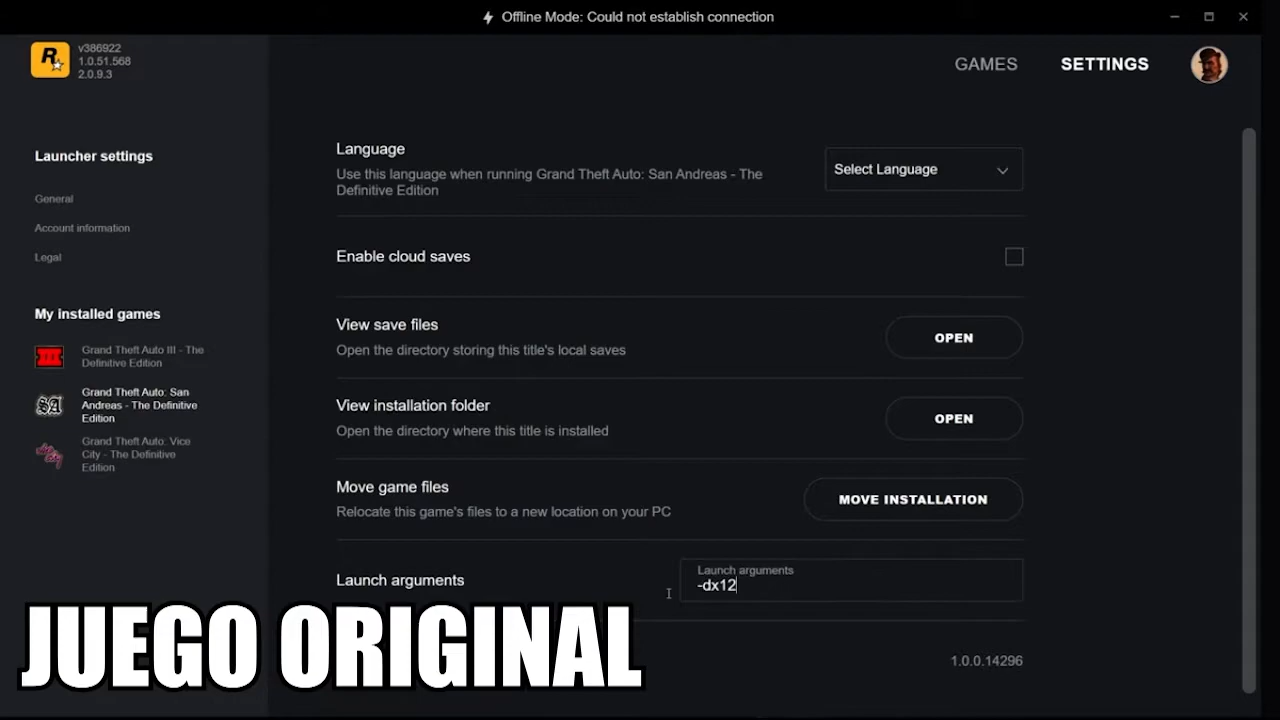 Offline Mode: Could not establish connection
v386922
1.0.51.568
2.0.9.3
GAMES
SETTINGS
Launcher settings
General
Account information
Legal
My installed games
Grand Theft Auto III - The
Definitive Edition
Grand Theft Auto: San
Andreas - The Definitive
Edition
Grand Theft Auto: Vice
City - The Definitive
Edition
Language
Use this language when running Grand Theft Auto: San Andreas - The
Definitive Edition
Select Language
Enable cloud saves
View save files
Open the directory storing this title's local saves
OPEN
View installation folder
Open the directory where this title is installed
OPEN
Move game files
Relocate this game's files to a new location on your PC
MOVE INSTALLATION
Launch arguments
Launch arguments
-dx12
1.0.0.14296
JUEGO ORIGINAL